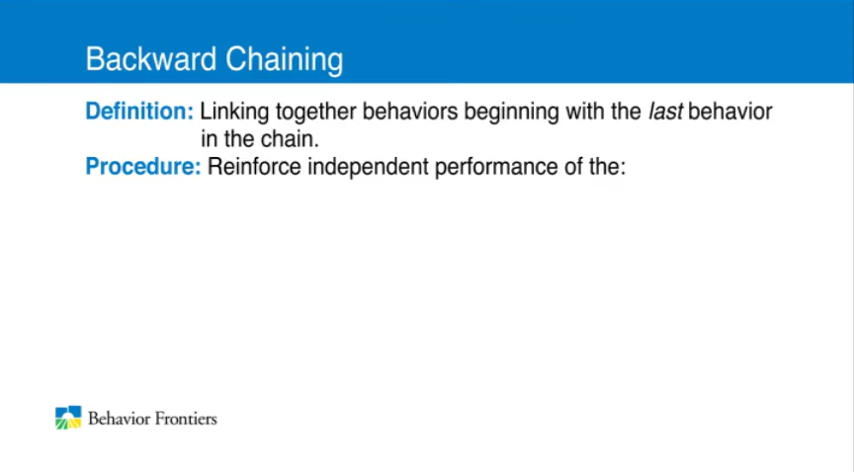 Backward Chaining
Definition: Linking together behaviors beginning with the last behavior
in the chain.
Procedure: Reinforce independent performance of the:
Behavior Frontiers